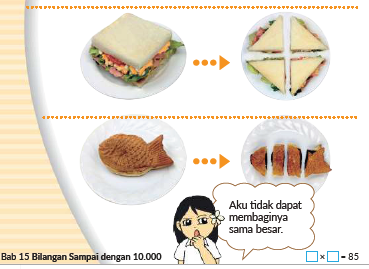 Aku tidak dapat
membaginya
sama besar.
Bab 15 Bilangan Sampai dengan 10.000
□ × □ = 85